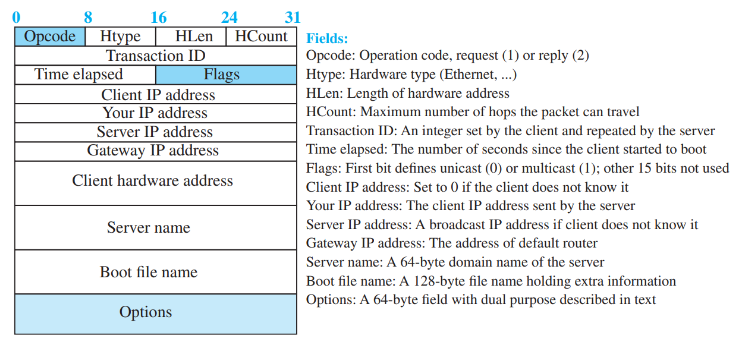 0 8 16 24 31
Opcode Htype HLen HCount
Transaction ID
Time elapsed Flags
Client IP address
Your IP address
Server IP address
Gateway IP address
Client hardware address
Server name
Boot file name
Options
Fields:
Opcode: Operation code, request (1) or reply (2)
Htype: Hardware type (Ethernet, ...)
HLen: Length of hardware address
HCount: Maximum number of hops the packet can travel
Transaction ID: An integer set by the client and repeated by the server
Time elapsed: The number of seconds since the client started to boot
Flags: First bit defines unicast (0) or multicast (1); other 15 bits not used
Client IP address: Set to 0 if the client does not know it
Your IP address: The client IP address sent by the server
Server IP address: A broadcast IP address if client does not know it
Gateway IP address: The address of default router
Server name: A 64-byte domain name of the server
Boot file name: A 128-byte file name holding extra information
Options: A 64-byte field with dual purpose described in text